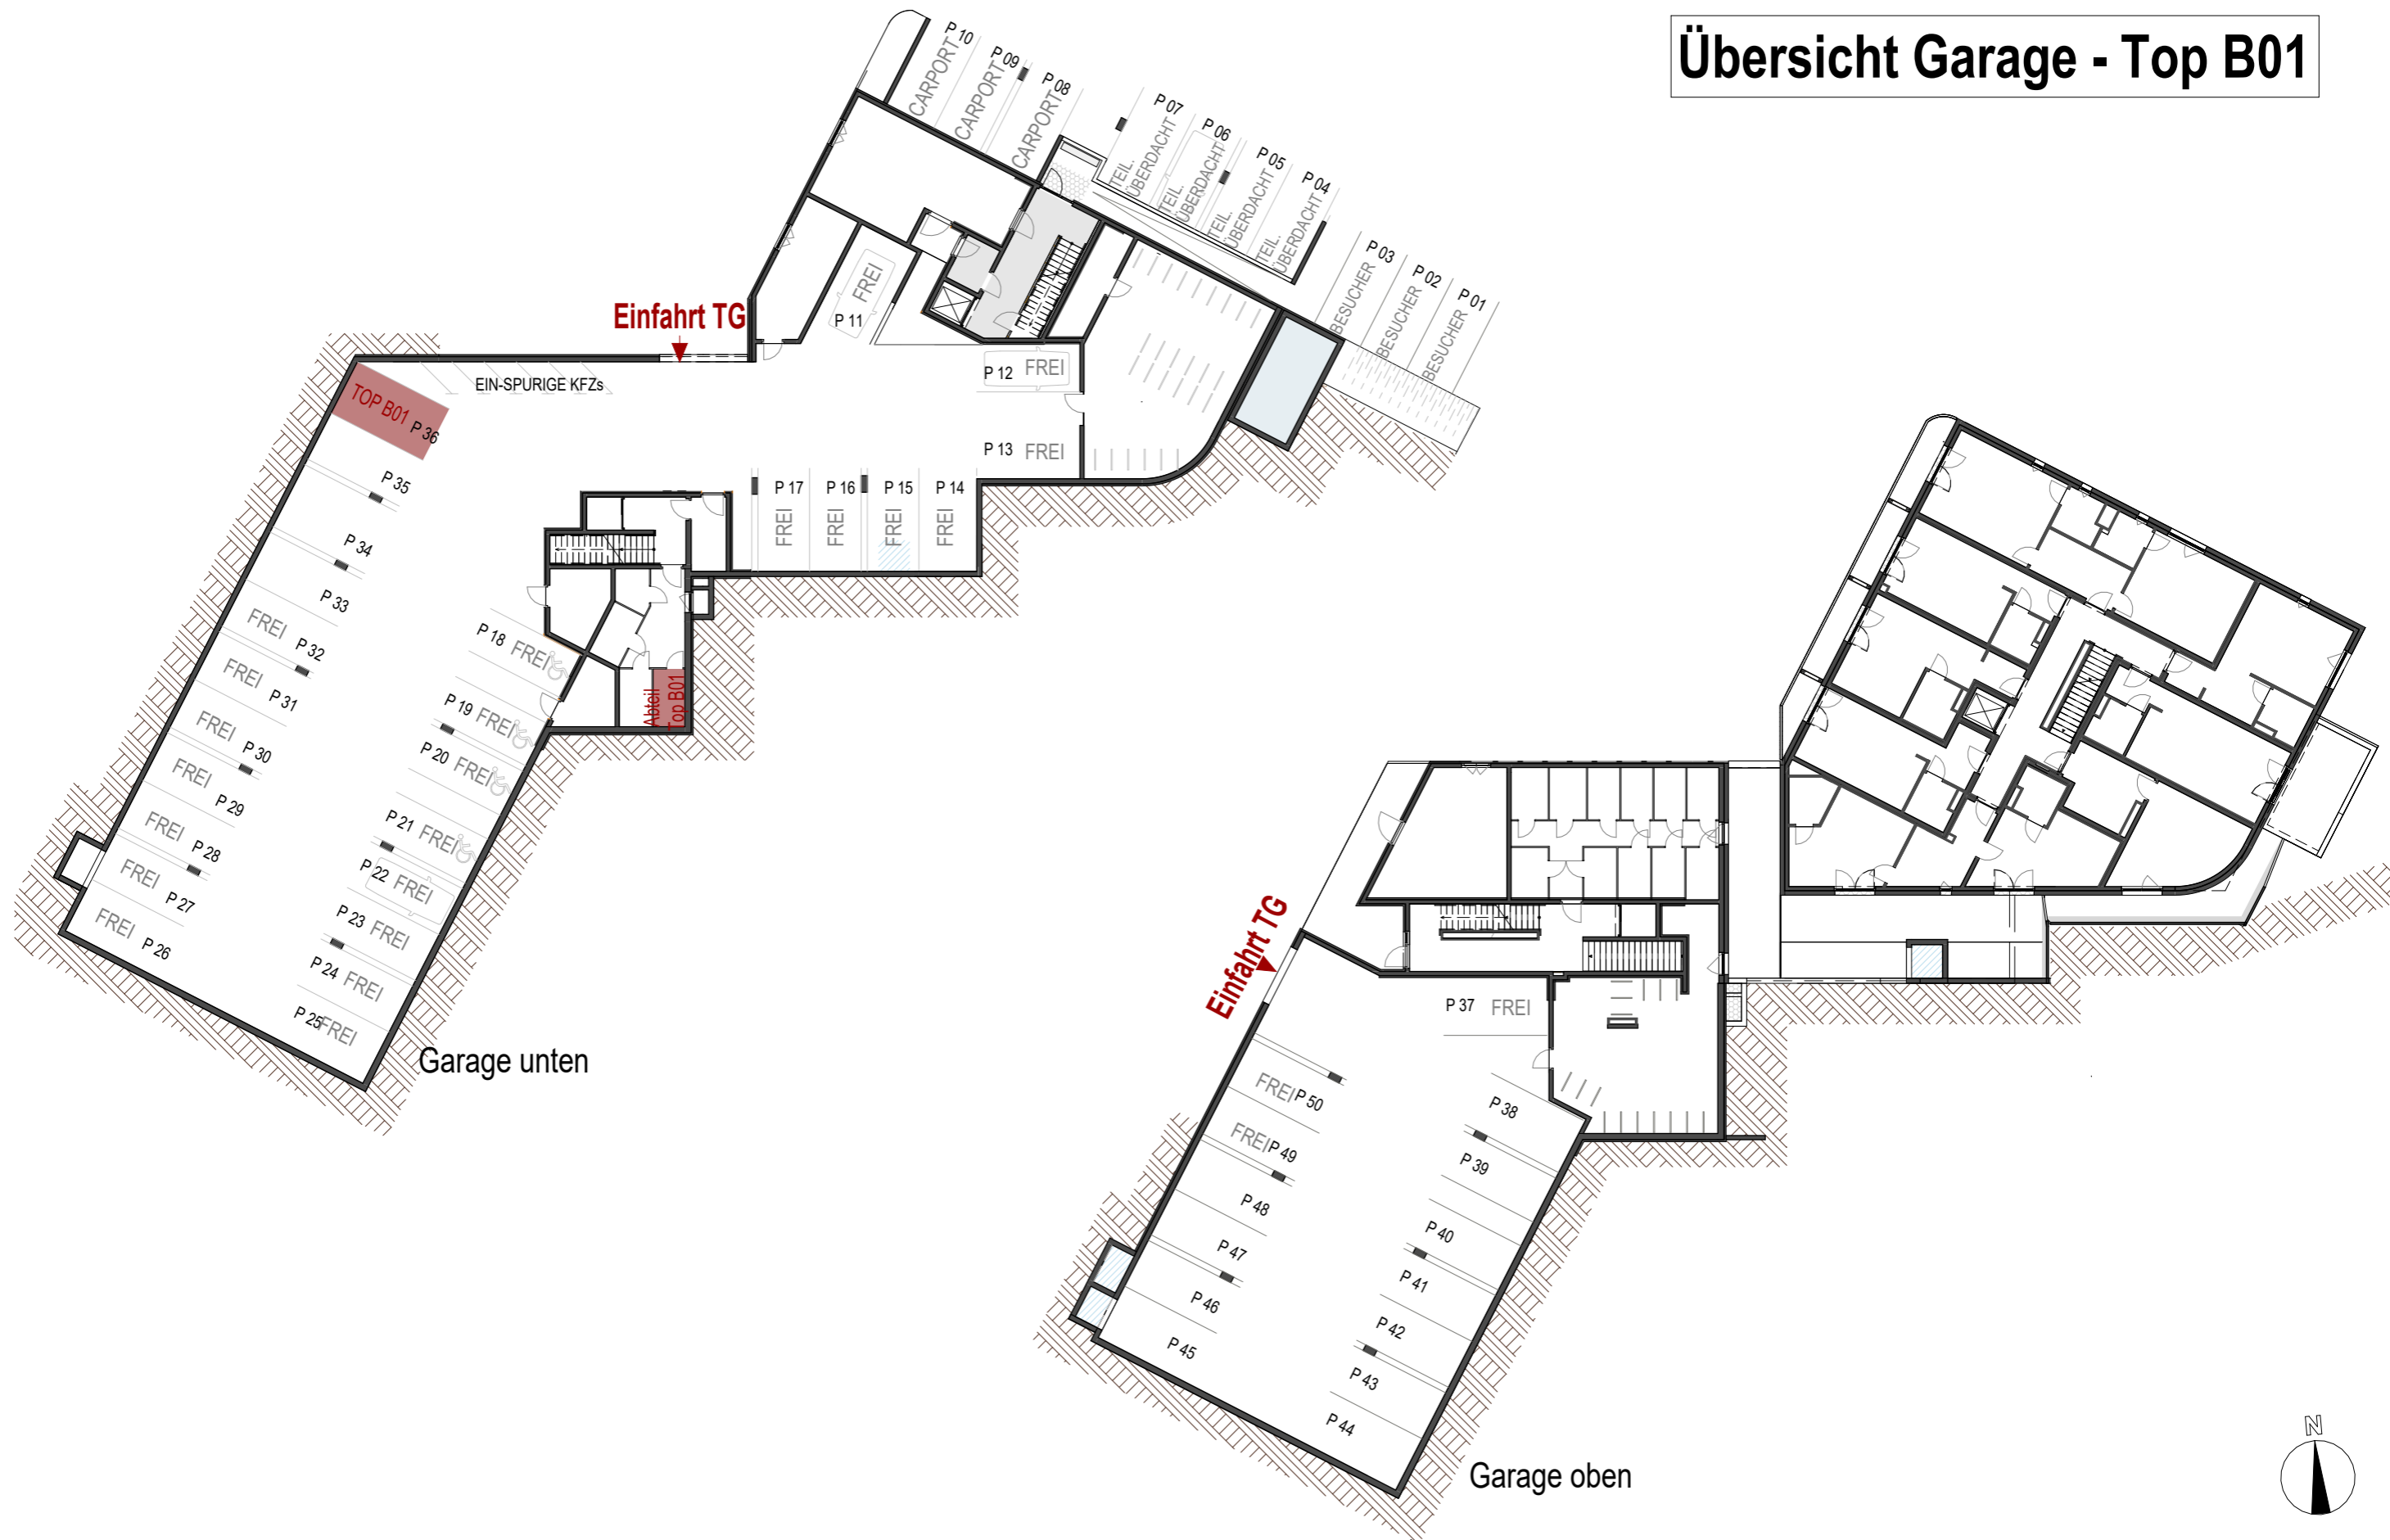 Übersicht Garage - Top B01
P 10
CARPORT
P 09
CARPORT
P 08
CARPORT
P 07
TEIL.
ÜBERDACHT
P 06
TEIL.
ÜBERDACHT
P 05
TEIL.
ÜBERDACHT
P 04
TEIL.
ÜBERDACHT
P 03
BESUCHER
P 02
BESUCHER
P 01
BESUCHER
Einfahrt TG
FREI
P 11
P 12 FREI
P 13 FREI
EIN-SPURIGE KFZs
TOP B01 P 36
P 35
P 34
P 33
P 17
FREI
P 16
FREI
P 15
FREI
P 14
FREI
FREI P 32
FREI P 31
FREI P 30
FREI P 29
FREI P 28
FREI P 27
FREI P 26
P 18 FREI
P 19 FREI
P 20 FREI
P 21 FREI
P 22 FREI
P 23 FREI
P 24 FREI
P 25 FREI
Abteil
Top B01
Garage unten
Einfahrt TG
P 37 FREI
FREI P 50
FREI P 49
P 48
P 47
P 46
P 45
P 38
P 39
P 40
P 41
P 42
P 43
P 44
Garage oben
N